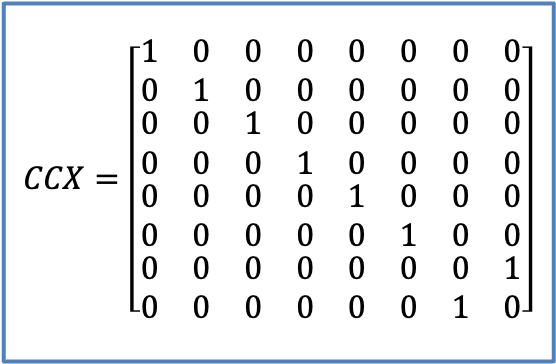 1 0 0 0 0 0 0 0
0 1 0 0 0 0 0 0
0 0 1 0 0 0 0 0
0 0 0 1 0 0 0 0
CCX =
0 0 0 0 1 0 0 0
0 0 0 0 0 1 0 0
0 0 0 0 0 0 0 1
0 0 0 0 0 0 1 0